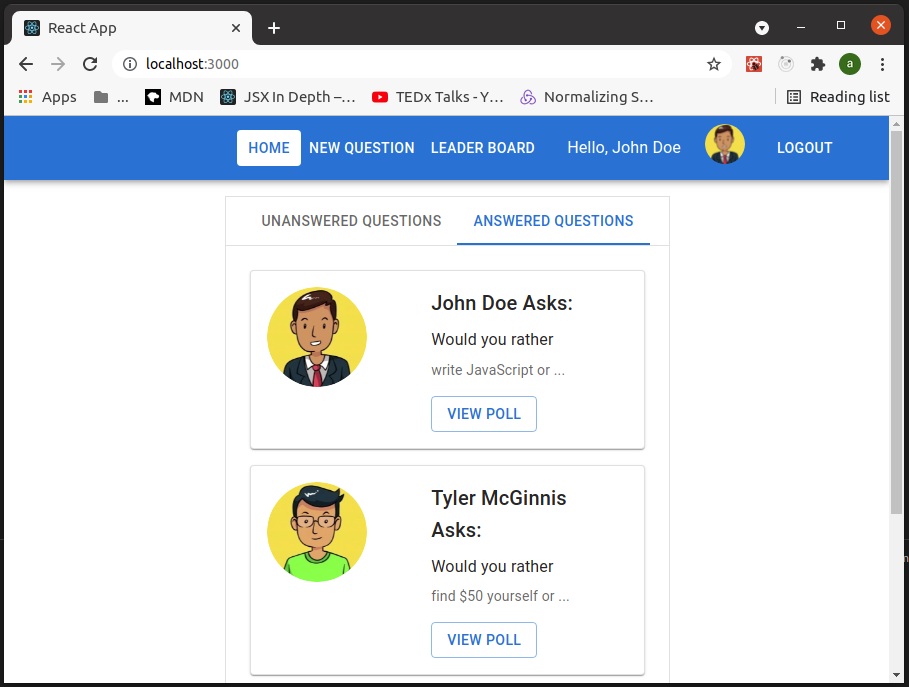 React App
localhost:3000
a
Apps ... MDN JSX In Depth –... TEDx Talks - Y... Normalizing S... Reading list
HOME NEW QUESTION LEADER BOARD Hello, John Doe LOGOUT
UNANSWERED QUESTIONS ANSWERED QUESTIONS
John Doe Asks:
Would you rather
write JavaScript or ...
VIEW POLL
Tyler McGinnis
Asks:
Would you rather
find $50 yourself or ...
VIEW POLL